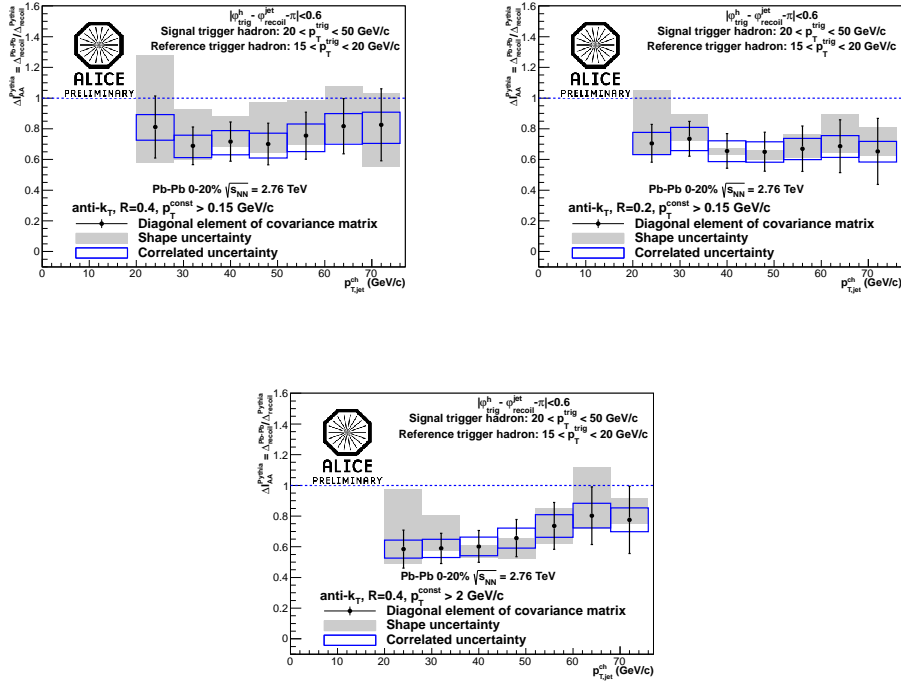 |φ^h_trig - φ^jet_recoil -π|<0.6
Signal trigger hadron: 20 < p_T^trig < 50 GeV/c
Reference trigger hadron: 15 < p_T^trig < 20 GeV/c
ALICE
PRELIMINARY
ΔI_AA^Pythia = Δ_recoil^Pb-Pb/Δ_recoil^Pythia
1.6
1.4
1.2
1
0.8
0.6
0.4
0.2
0
Pb-Pb 0-20% √s_NN = 2.76 TeV
anti-k_T, R=0.4, p_T^const > 0.15 GeV/c
Diagonal element of covariance matrix
Shape uncertainty
Correlated uncertainty
0 10 20 30 40 50 60 70
p_T,jet^ch (GeV/c)
|φ^h_trig - φ^jet_recoil -π|<0.6
Signal trigger hadron: 20 < p_T^trig < 50 GeV/c
Reference trigger hadron: 15 < p_T^trig < 20 GeV/c
ALICE
PRELIMINARY
ΔI_AA^Pythia = Δ_recoil^Pb-Pb/Δ_recoil^Pythia
1.6
1.4
1.2
1
0.8
0.6
0.4
0.2
0
Pb-Pb 0-20% √s_NN = 2.76 TeV
anti-k_T, R=0.2, p_T^const > 0.15 GeV/c
Diagonal element of covariance matrix
Shape uncertainty
Correlated uncertainty
0 10 20 30 40 50 60 70
p_T,jet^ch (GeV/c)
|φ^h_trig - φ^jet_recoil -π|<0.6
Signal trigger hadron: 20 < p_T^trig < 50 GeV/c
Reference trigger hadron: 15 < p_T^trig < 20 GeV/c
ALICE
PRELIMINARY
ΔI_AA^Pythia = Δ_recoil^Pb-Pb/Δ_recoil^Pythia
1.6
1.4
1.2
1
0.8
0.6
0.4
0.2
0
Pb-Pb 0-20% √s_NN = 2.76 TeV
anti-k_T, R=0.4, p_T^const > 2 GeV/c
Diagonal element of covariance matrix
Shape uncertainty
Correlated uncertainty
0 10 20 30 40 50 60 70
p_T,jet^ch (GeV/c)